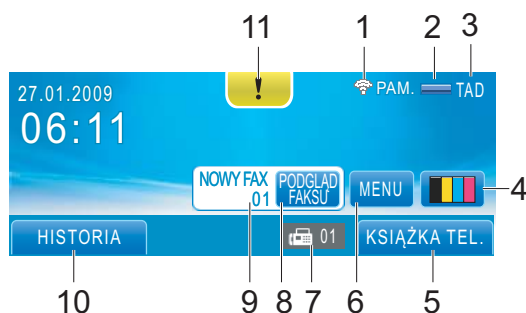 11 1 2 3
27.01.2009 ! PAM. TAD
06:11
NOWY FAX 01 PODGLĄD FAKSU MENU 4
HISTORIA 01 KSIĄŻKA TEL.
10 9 8 7 6 5